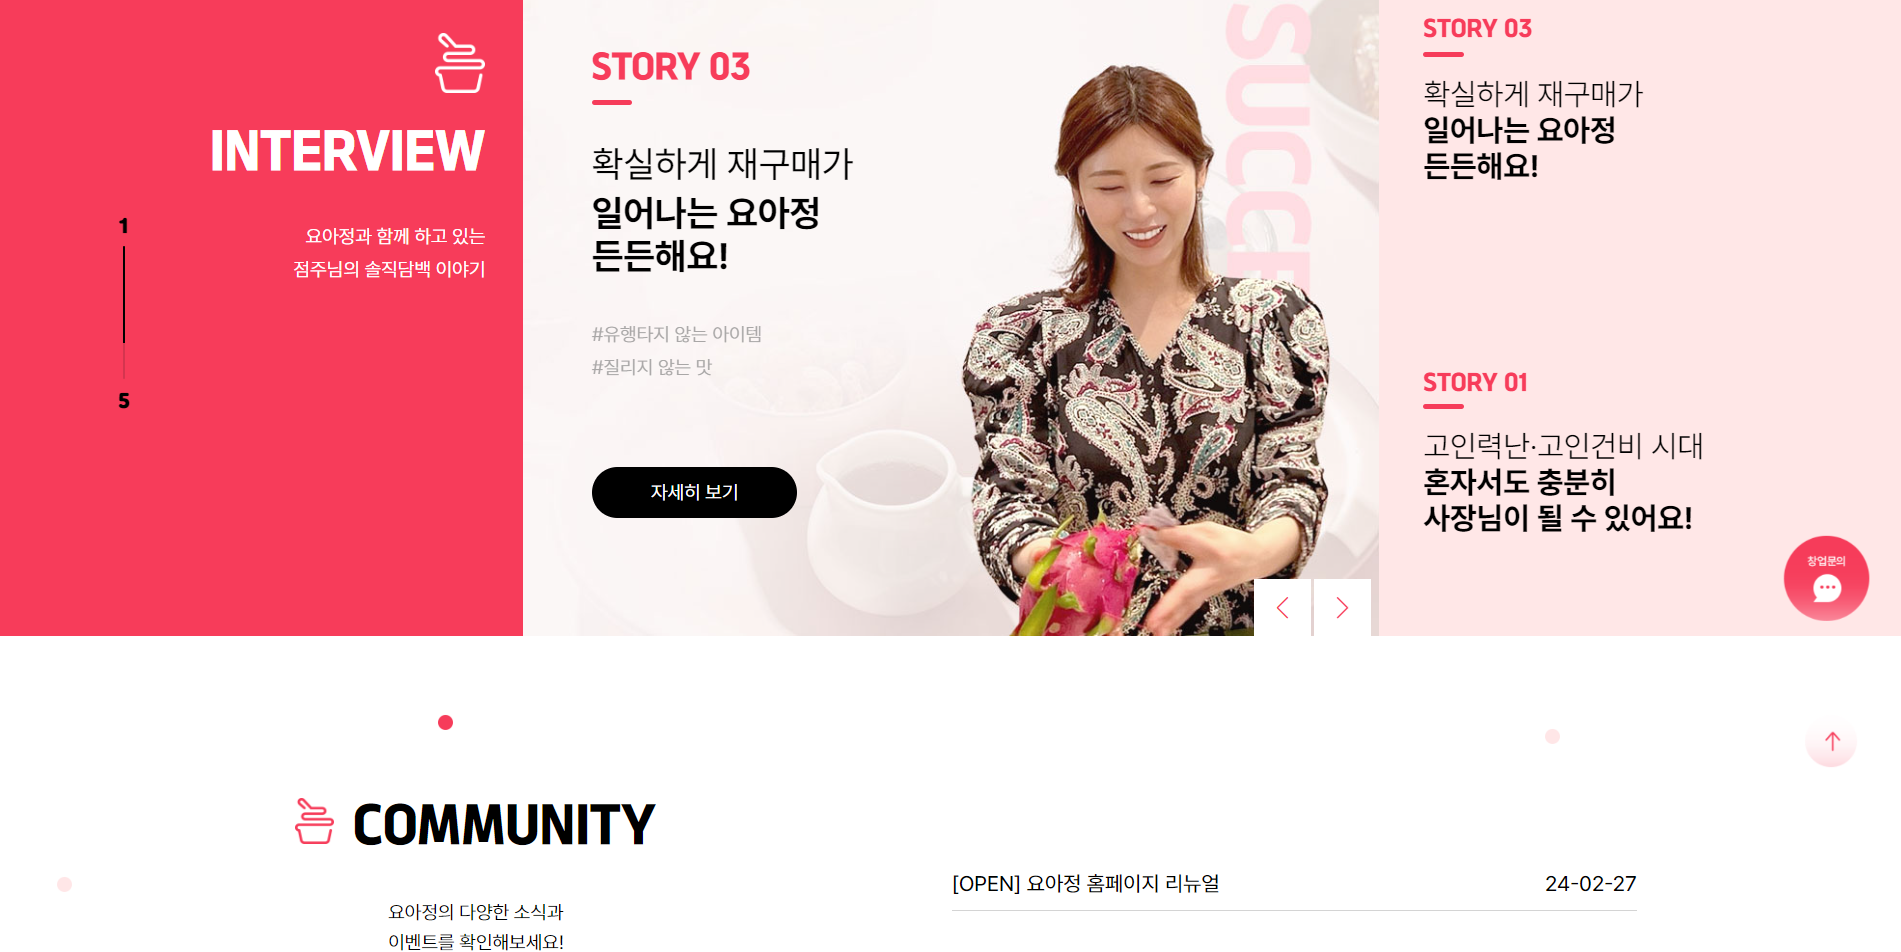 INTERVIEW
요아정과 함께 하고 있는
점주님의 솔직담백 이야기
1
5
STORY 03
확실하게 재구매가
일어나는 요아정
든든해요!
#유행타지 않는 아이템
#질리지 않는 맛
자세히 보기
STORY 03
확실하게 재구매가
일어나는 요아정
든든해요!
STORY 01
고인력난·고인건비 시대
혼자서도 충분히
사장님이 될 수 있어요!
창업문의
COMMUNITY
요아정의 다양한 소식과
이벤트를 확인해보세요!
[OPEN] 요아정 홈페이지 리뉴얼 24-02-27